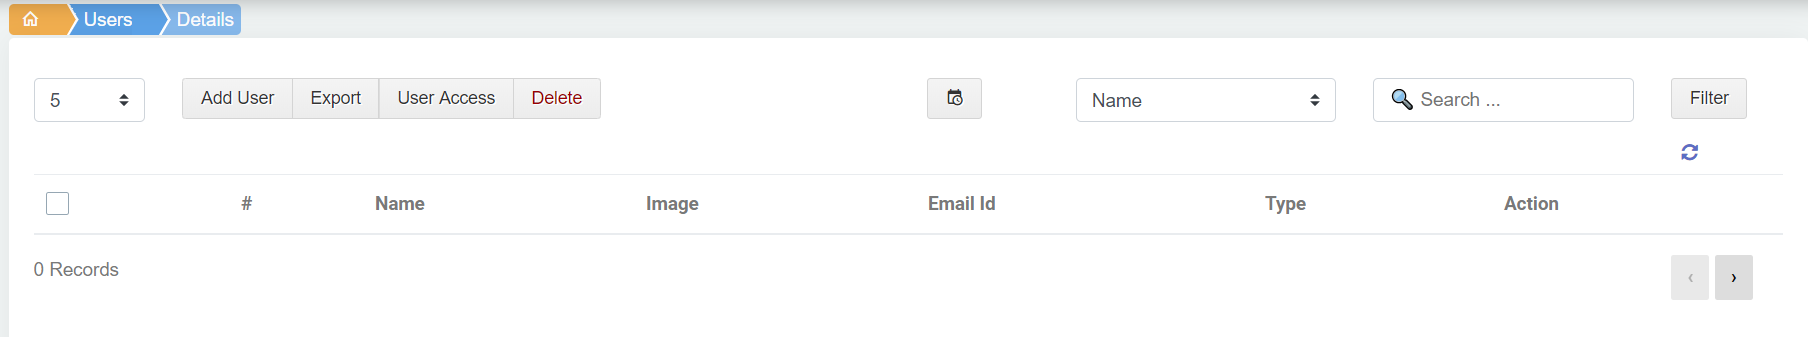 Users Details
5 Add User Export User Access Delete Name Search ... Filter
# Name Image Email Id Type Action
0 Records ‹ ›